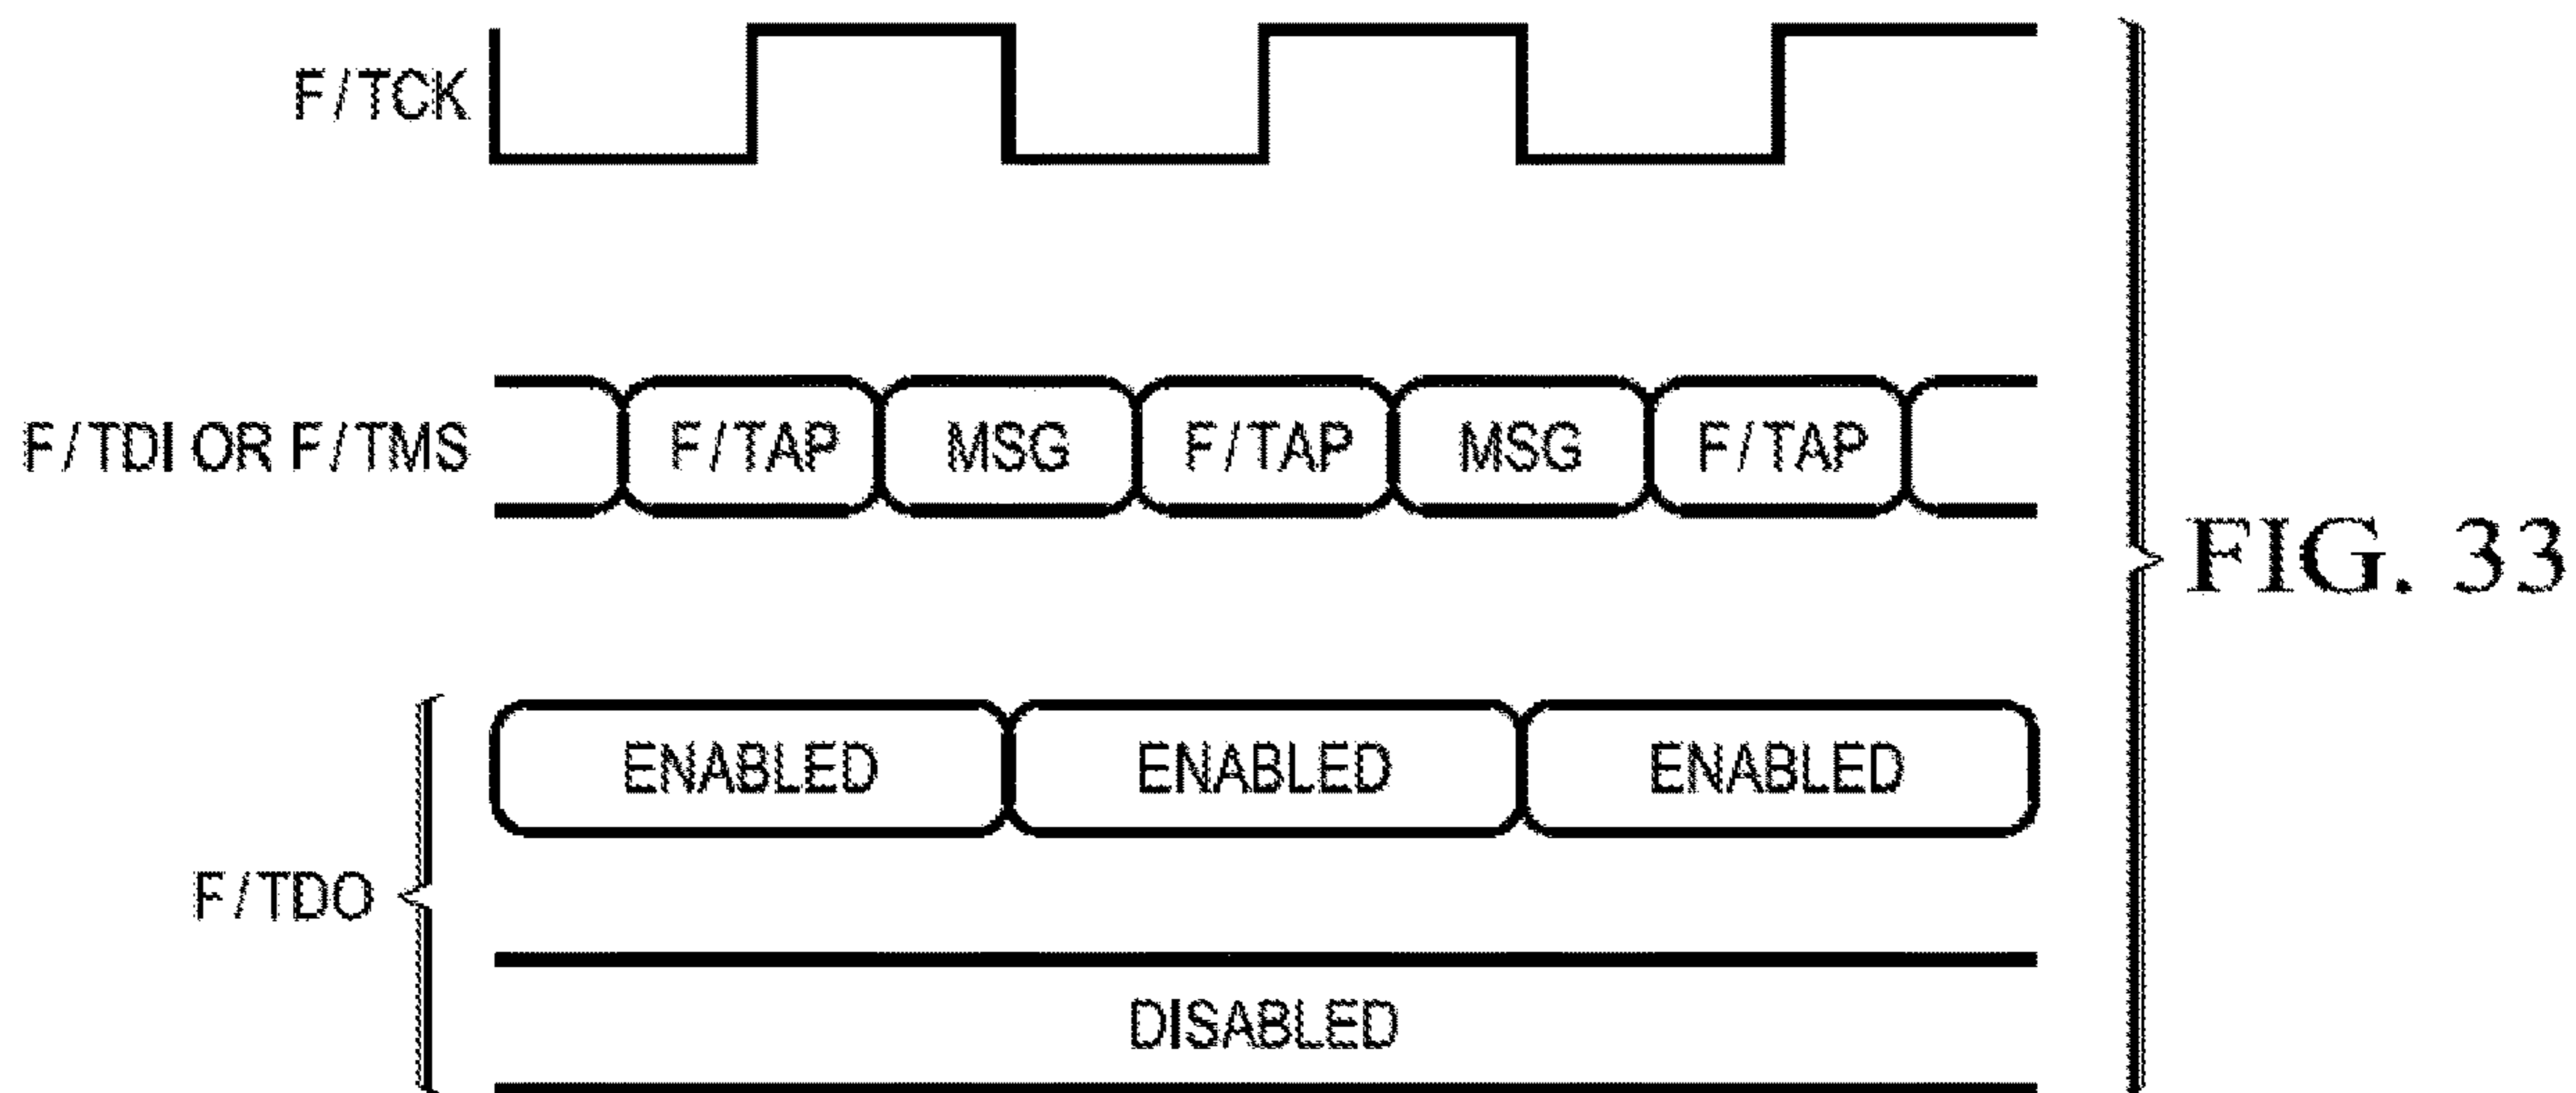 F/TCK
F/TDI OR F/TMS
F/TAP
MSG
F/TAP
MSG
F/TAP
FIG. 33
ENABLED
ENABLED
ENABLED
F/TDO
DISABLED